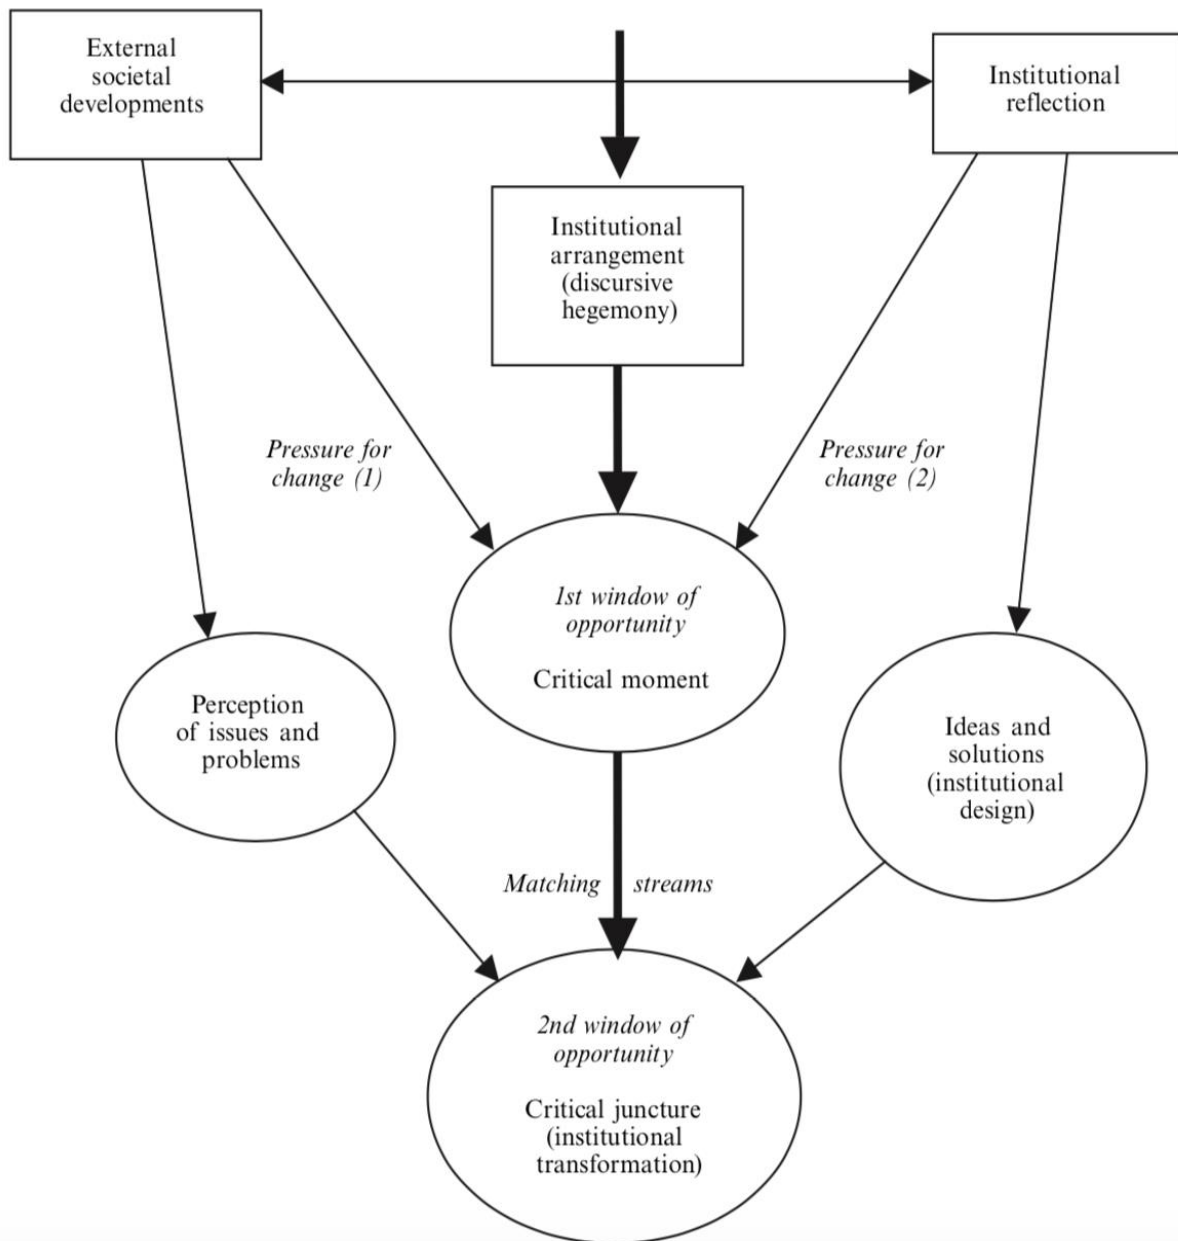 External
societal
developments
Institutional
reflection
Institutional
arrangement
(discursive
hegemony)
Pressure for
change (1)
Pressure for
change (2)
1st window of
opportunity
Critical moment
Perception
of issues and
problems
Ideas and
solutions
(institutional
design)
Matching streams
2nd window of
opportunity
Critical juncture
(institutional
transformation)